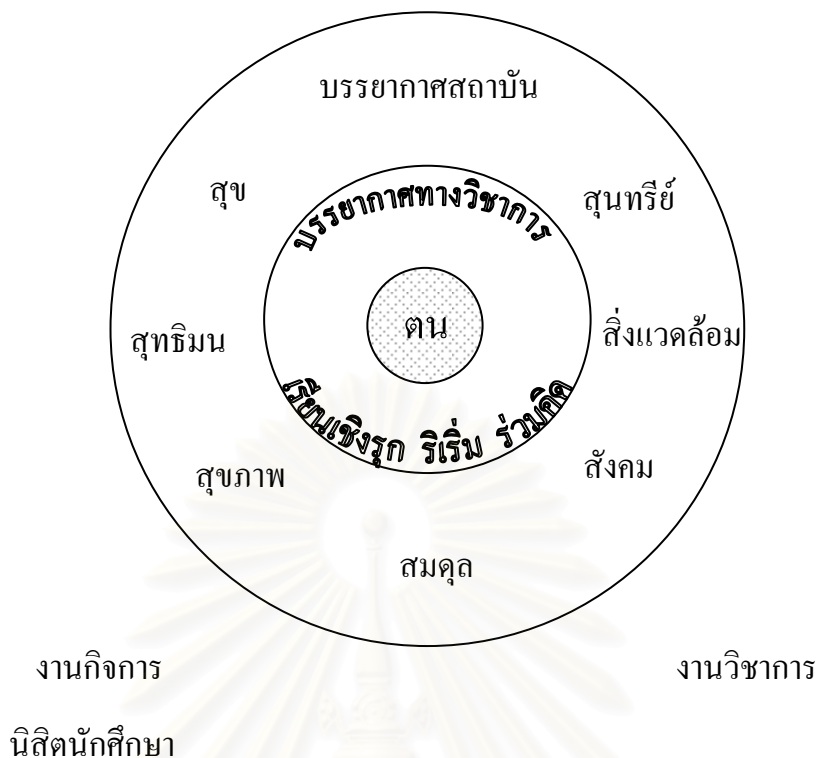 บรรยากาศสถาบัน
สุข
สุนทรีย์
บรรยากาศทางวิชาการ
ตน
สุทธิมน
สิ่งแวดล้อม
เรียนเชิงรุก ริเริ่ม ร่วมคิด
สุขภาพ
สังคม
สมดุล
งานกิจการ
นิสิตนักศึกษา
งานวิชาการ